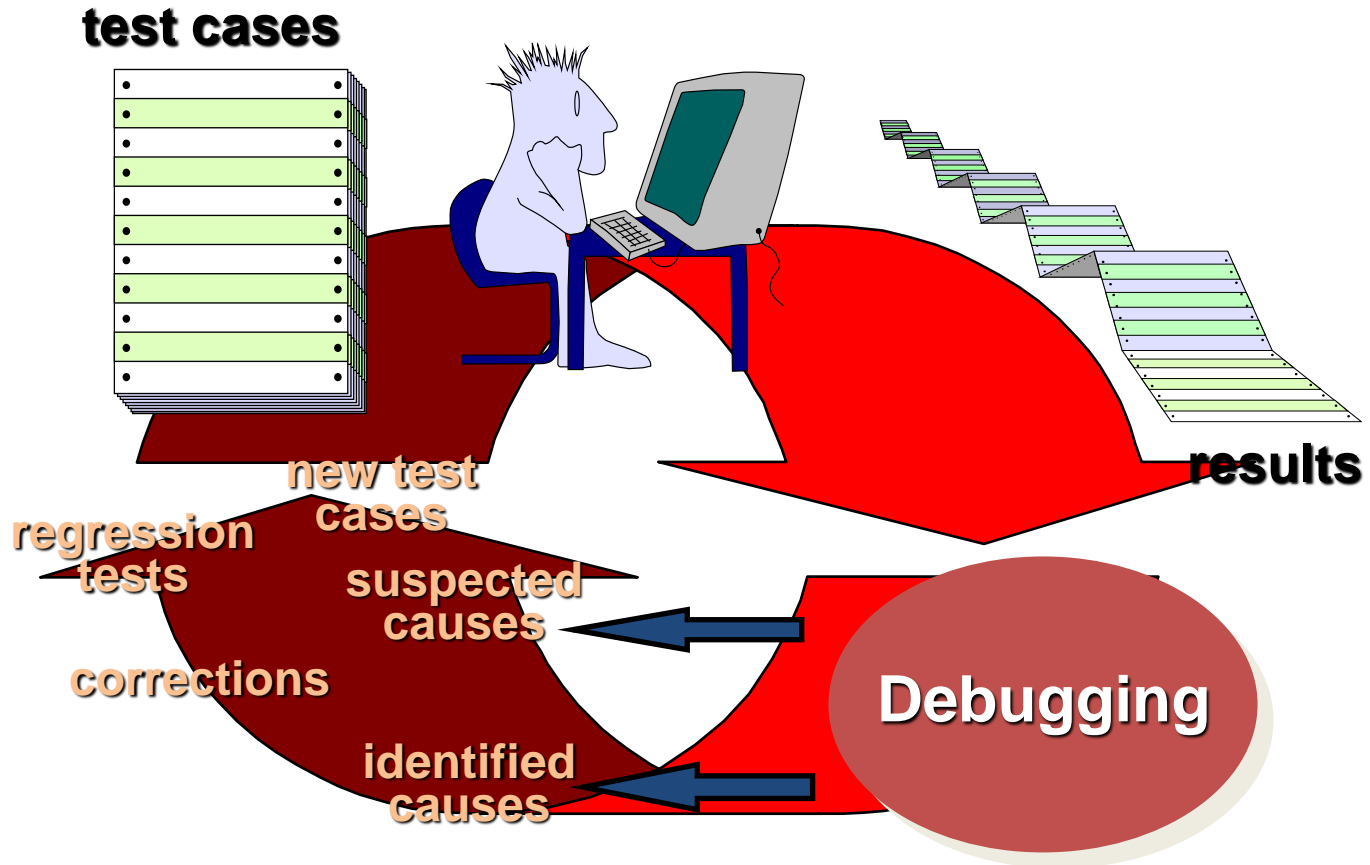 test cases
results
new test
cases
regression
tests
suspected
causes
corrections
Debugging
identified
causes